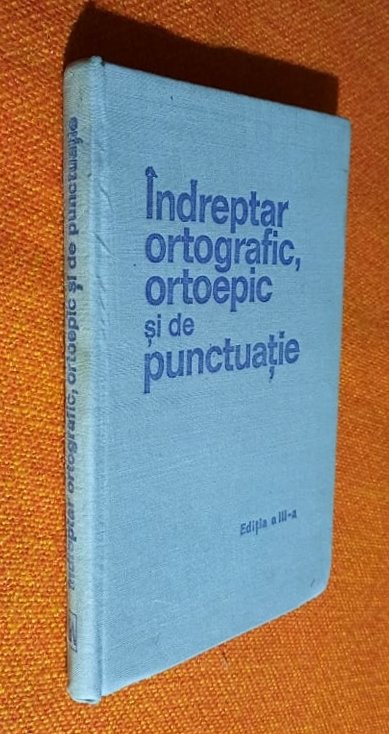 Îndreptar
ortografic,
ortoepic
și de
punctuație
Ediția a III-a
Îndreptar ortografic, ortoepic și de punctuație